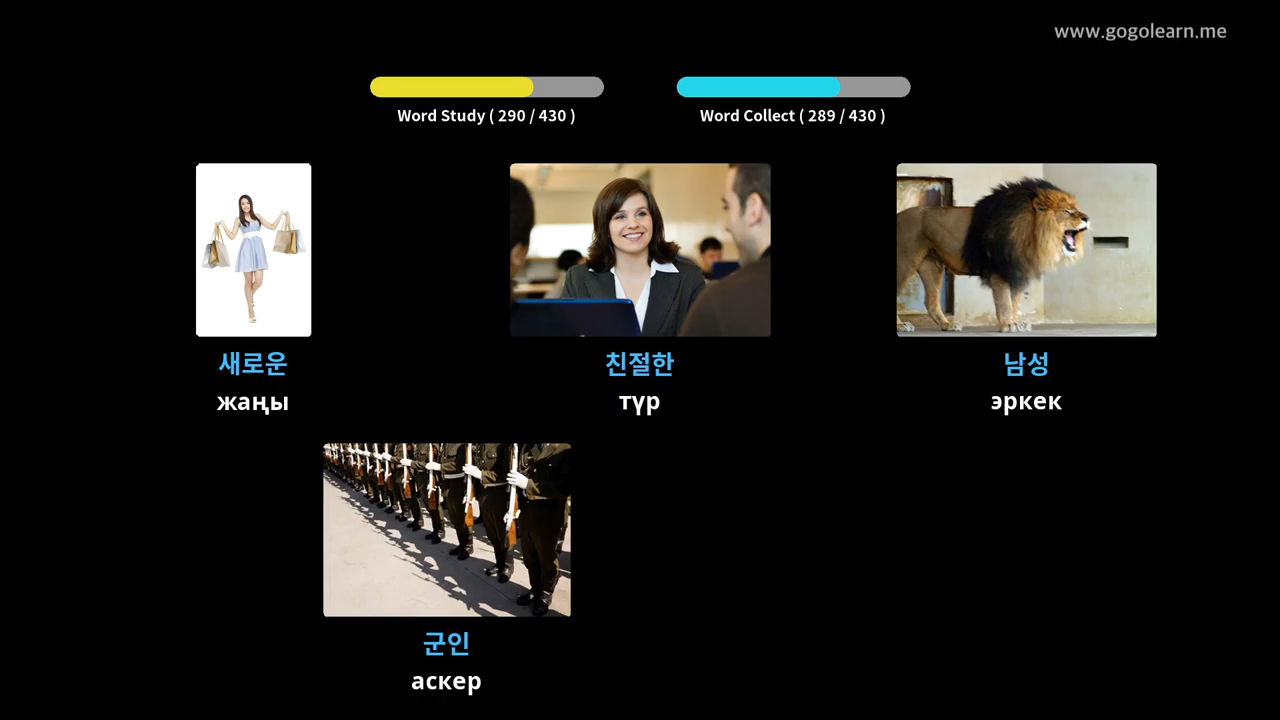 www.gogolearn.me
Word Study ( 290 / 430 )
Word Collect ( 289 / 430 )
새로운
жаңы
친절한
түр
남성
эркек
군인
аскер